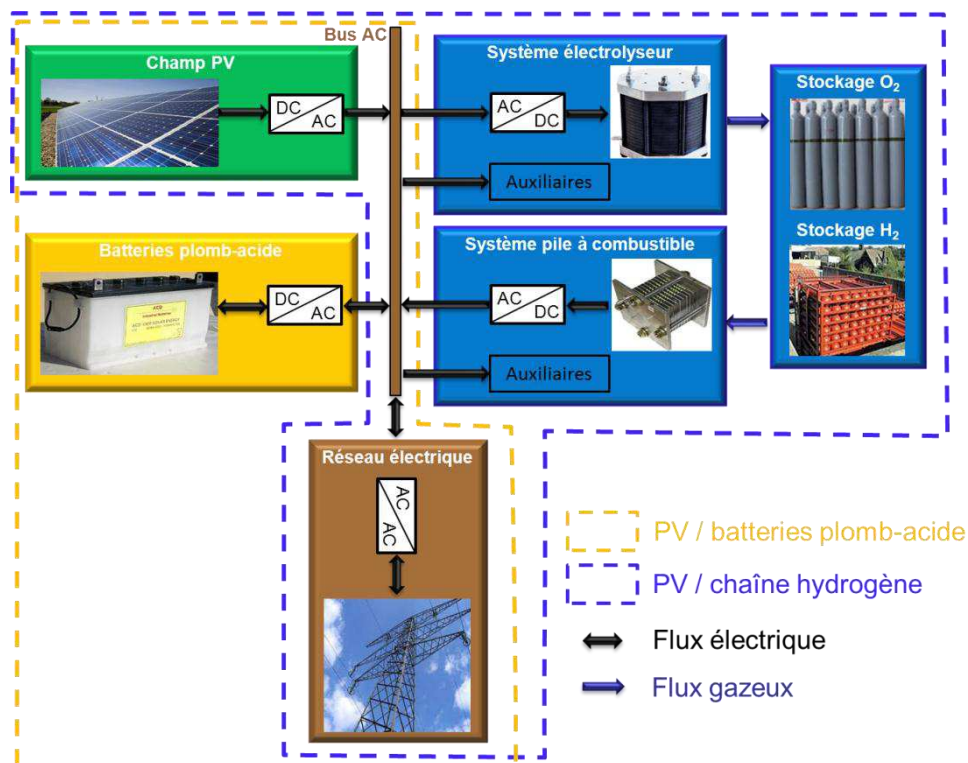 Bus AC
Champ PV
DC
AC
Système électrolyseur
AC
DC
Auxiliaires
Stockage O₂
Stockage H₂
Batteries plomb-acide
DC
AC
Système pile à combustible
AC
DC
Auxiliaires
Réseau électrique
AC
AC
PV / batteries plomb-acide
PV / chaîne hydrogène
Flux électrique
Flux gazeux